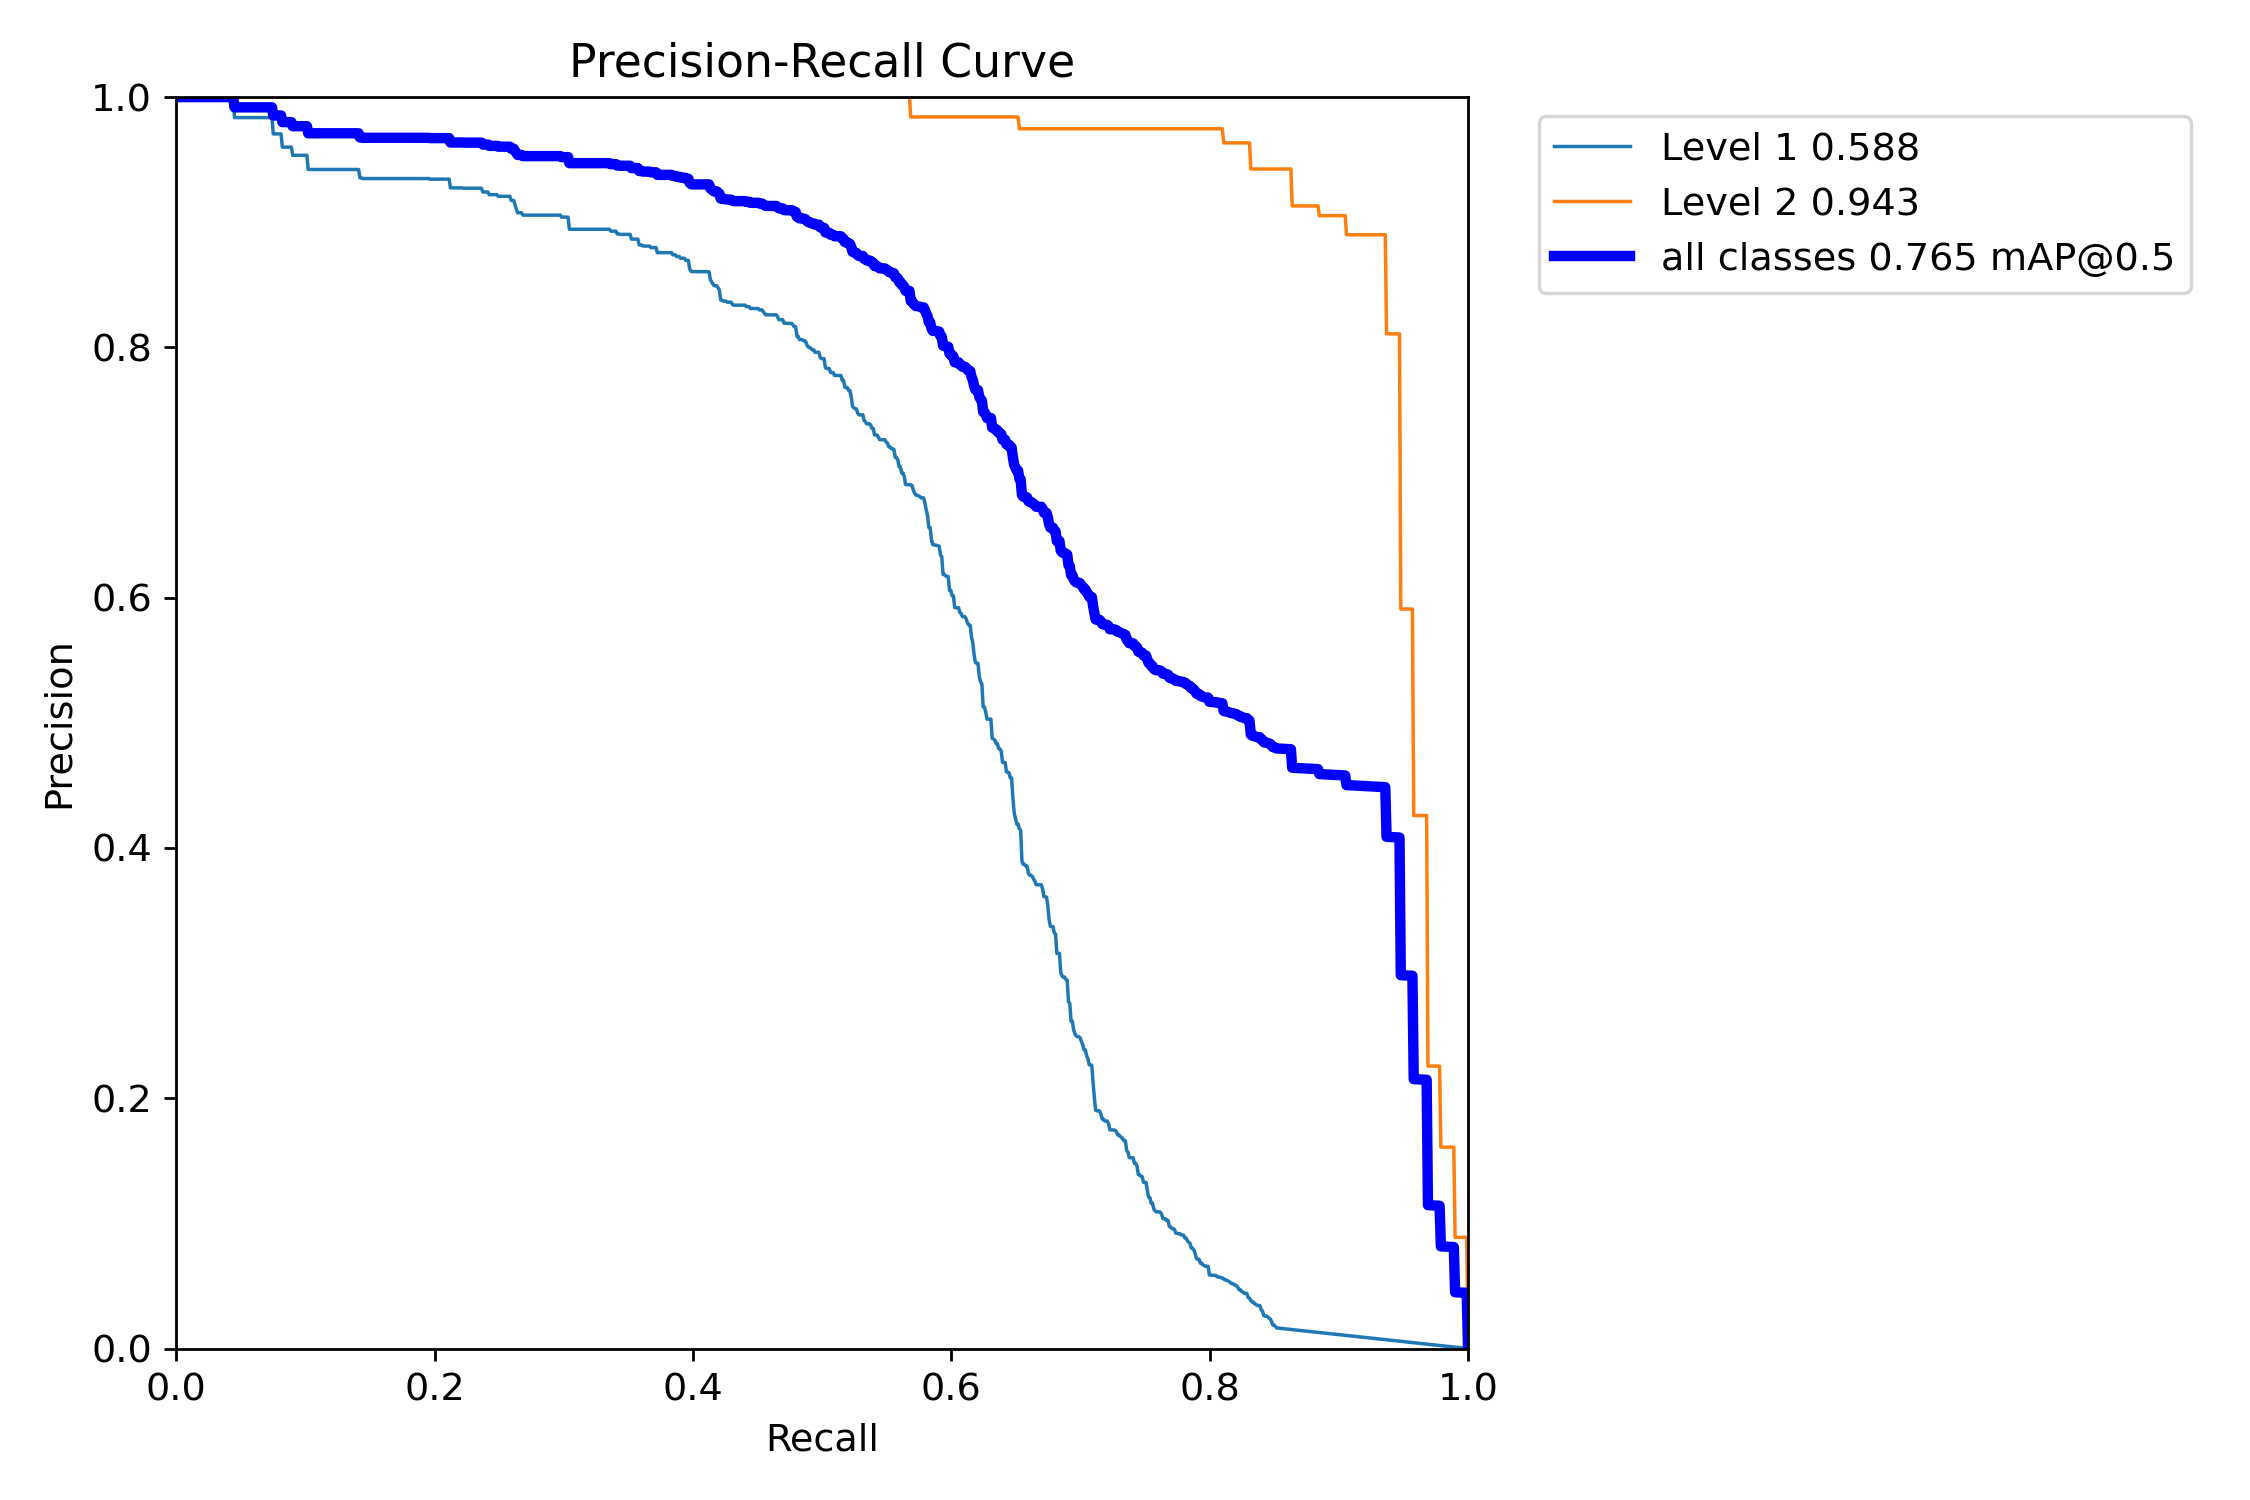 Precision-Recall Curve
1.0
0.8
0.6
0.4
0.2
0.0
Precision
0.0 0.2 0.4 0.6 0.8 1.0
Recall
Level 1 0.588
Level 2 0.943
all classes 0.765 mAP@0.5